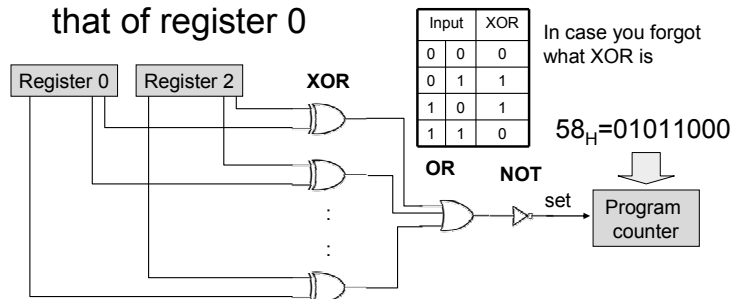 that of register 0
Input XOR
0 0 0
0 1 1
1 0 1
1 1 0
In case you forgot
what XOR is
Register 0
Register 2
XOR
58H=01011000
OR
NOT
set
Program
counter
:
: